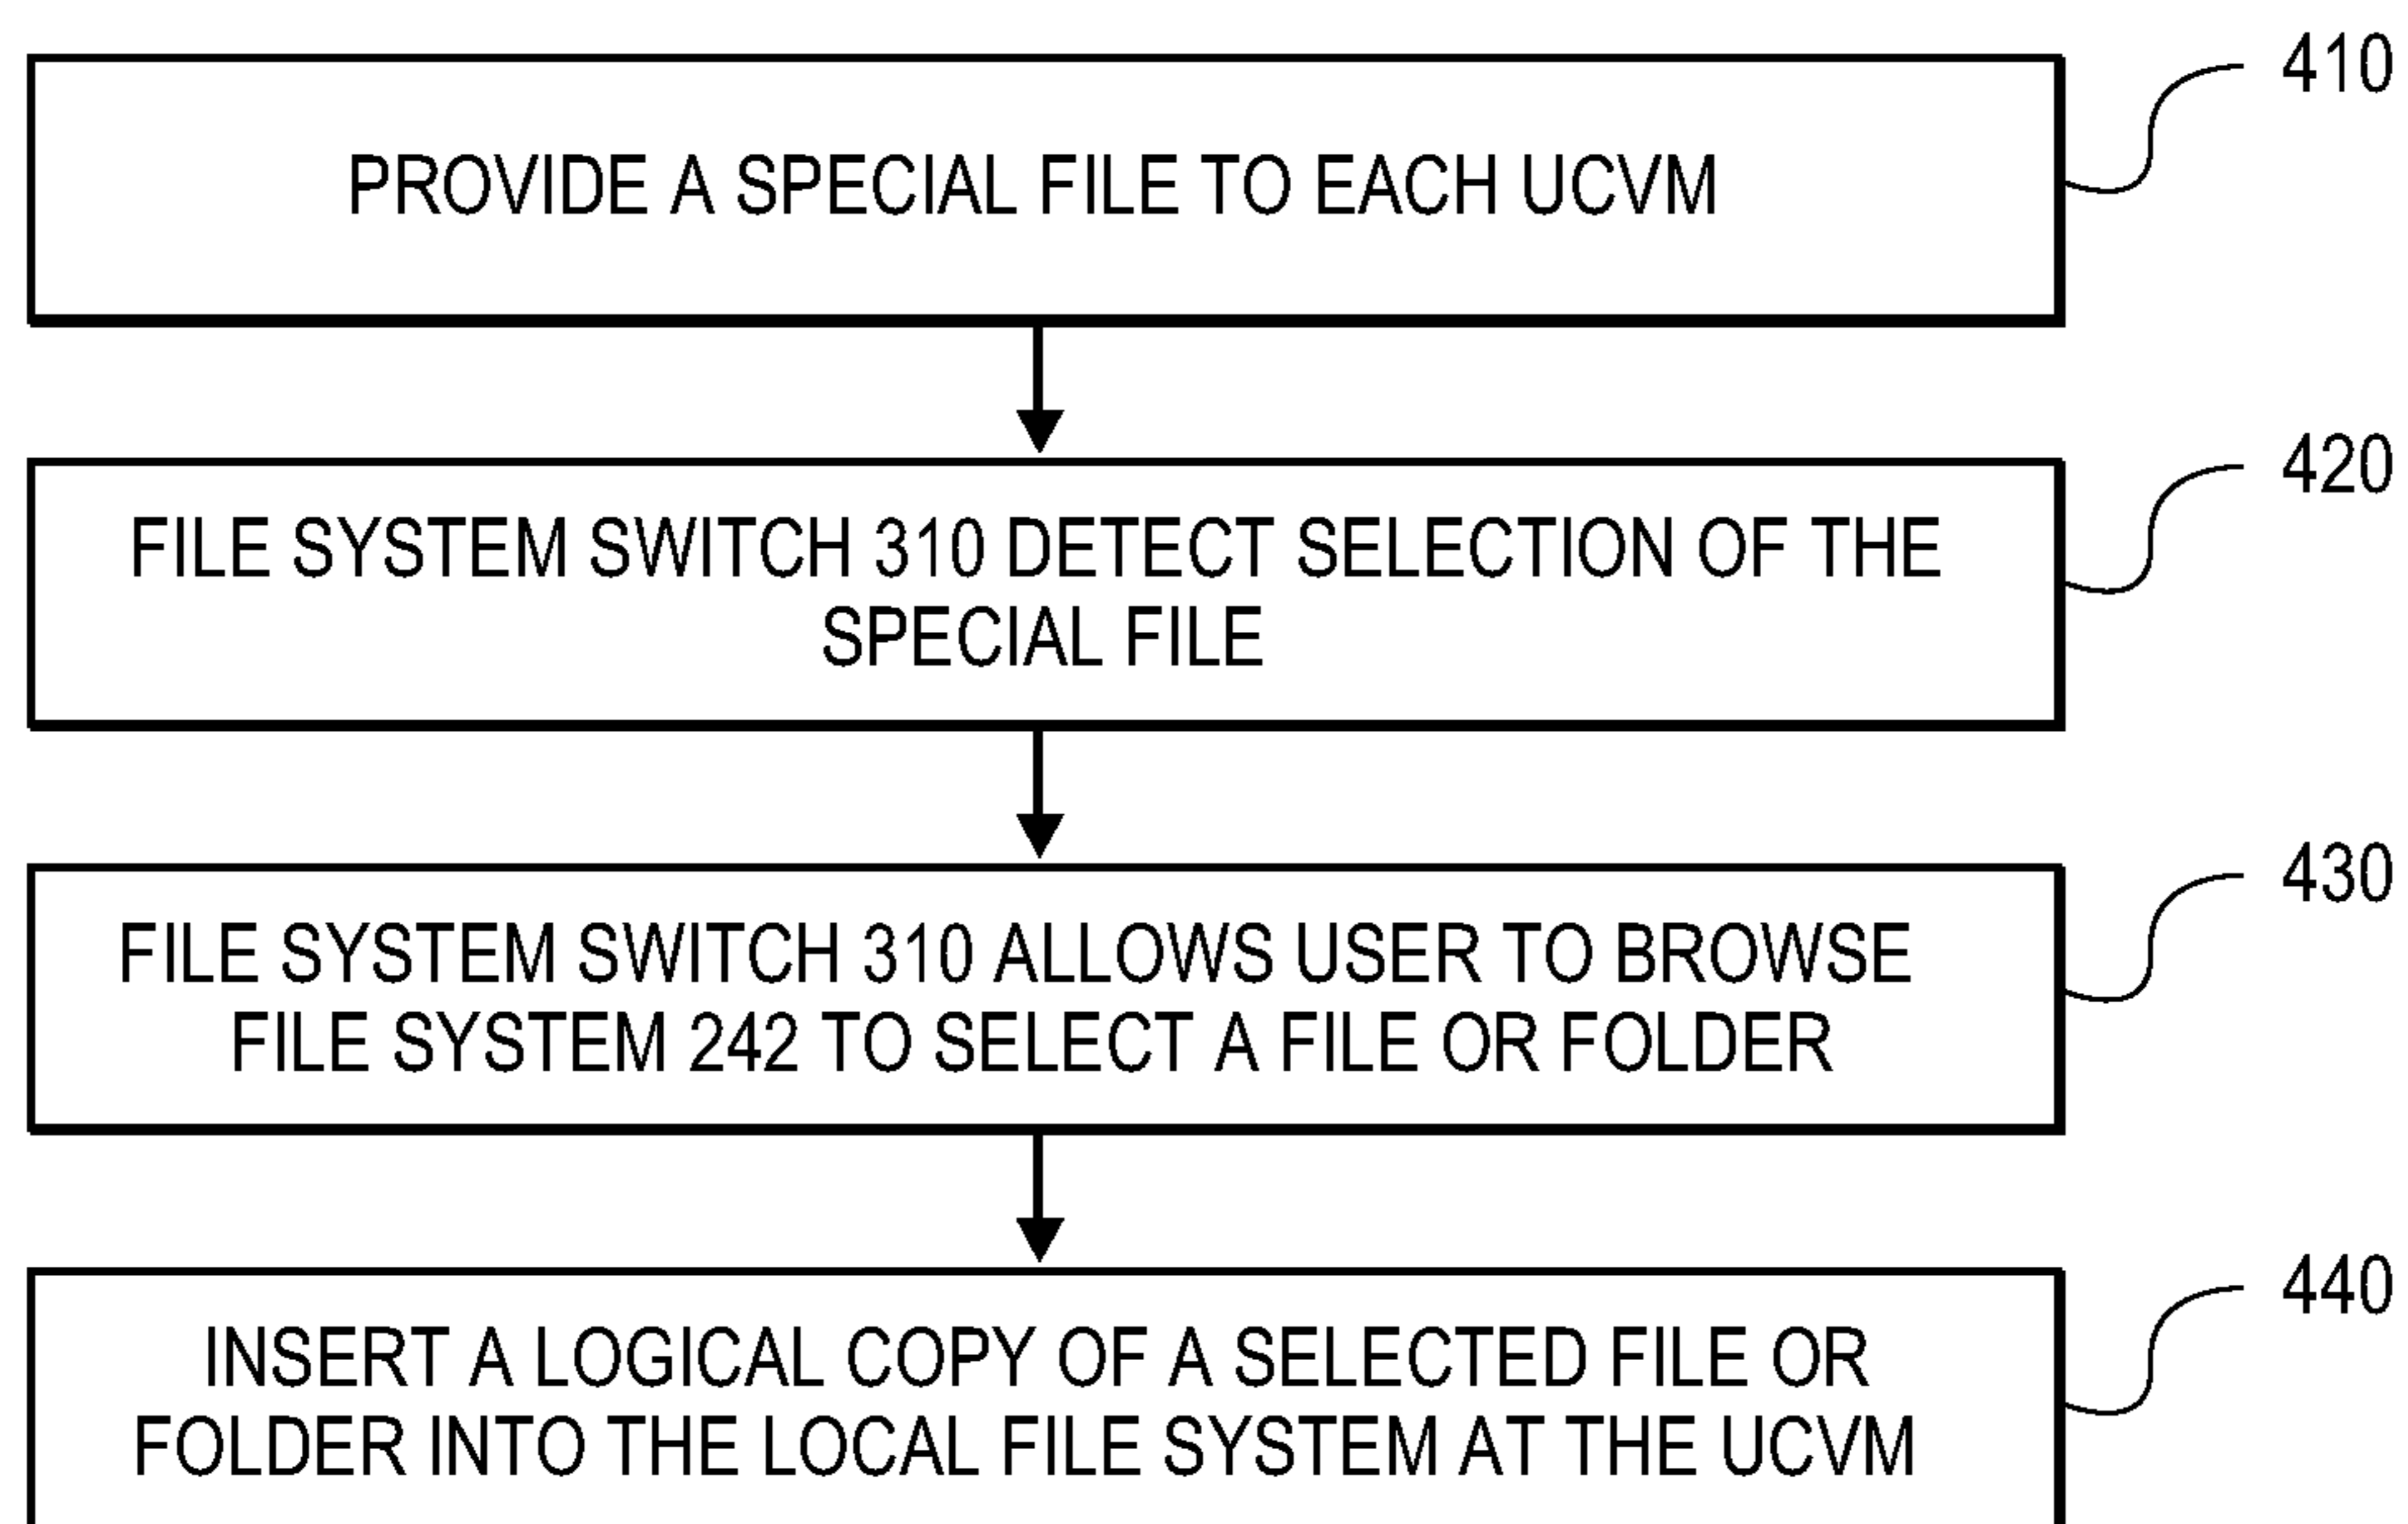 410
PROVIDE A SPECIAL FILE TO EACH UCVM
420
FILE SYSTEM SWITCH 310 DETECT SELECTION OF THE
SPECIAL FILE
430
FILE SYSTEM SWITCH 310 ALLOWS USER TO BROWSE
FILE SYSTEM 242 TO SELECT A FILE OR FOLDER
440
INSERT A LOGICAL COPY OF A SELECTED FILE OR
FOLDER INTO THE LOCAL FILE SYSTEM AT THE UCVM